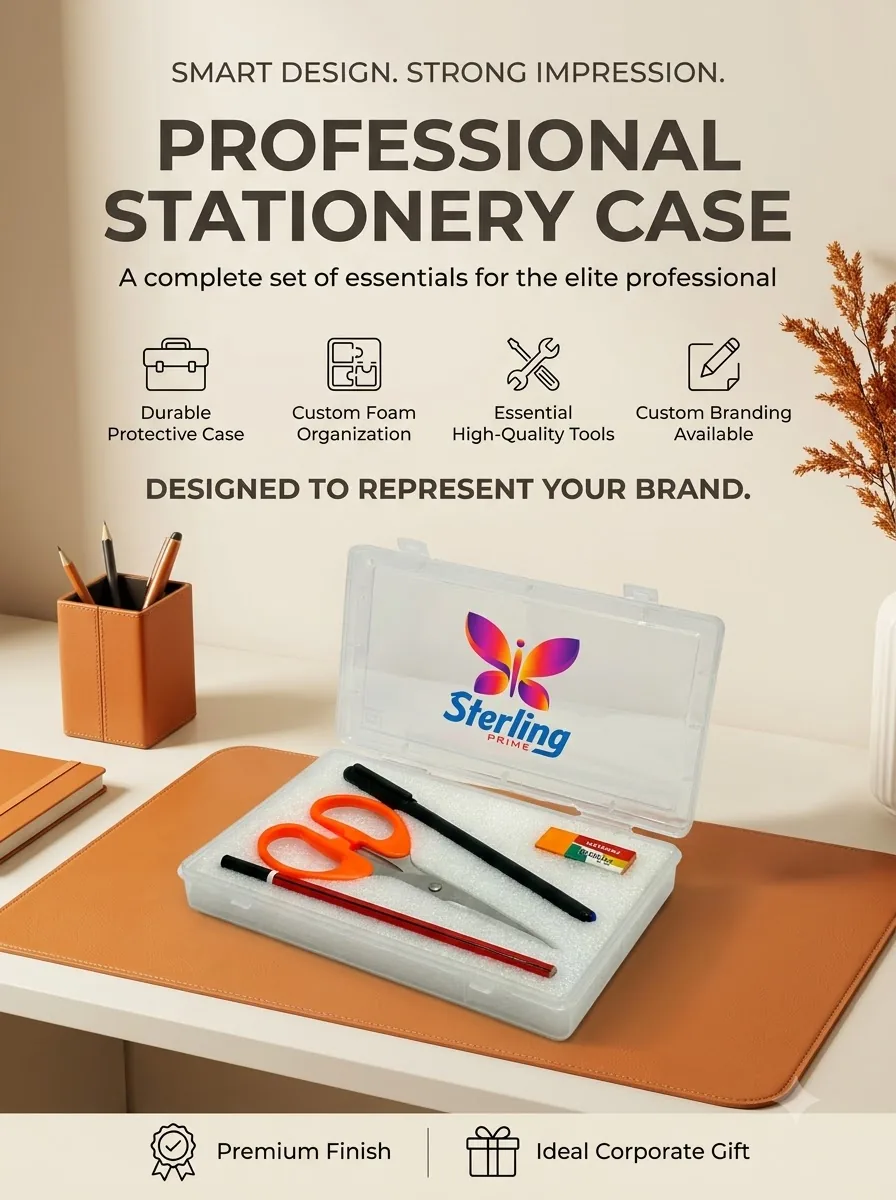 SMART DESIGN. STRONG IMPRESSION.
PROFESSIONAL
STATIONERY CASE
A complete set of essentials for the elite professional
Durable
Protective Case
Custom Foam
Organization
Essential
High-Quality Tools
Custom Branding
Available
DESIGNED TO REPRESENT YOUR BRAND.
Sterling
PRIME
Premium Finish
Ideal Corporate Gift